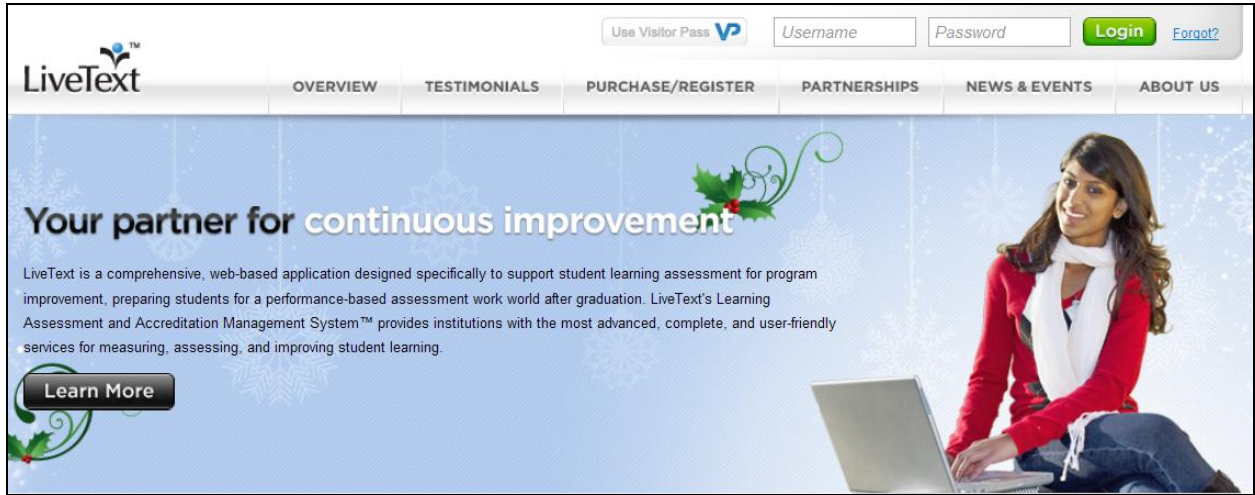 Use Visitor Pass VP
Username
Password
Login
Forgot?
LiveText™
OVERVIEW
TESTIMONIALS
PURCHASE/REGISTER
PARTNERSHIPS
NEWS & EVENTS
ABOUT US
Your partner for continuous improvement
LiveText is a comprehensive, web-based application designed specifically to support student learning assessment for program
improvement, preparing students for a performance-based assessment work world after graduation. LiveText's Learning
Assessment and Accreditation Management System™ provides institutions with the most advanced, complete, and user-friendly
services for measuring, assessing, and improving student learning.
Learn More